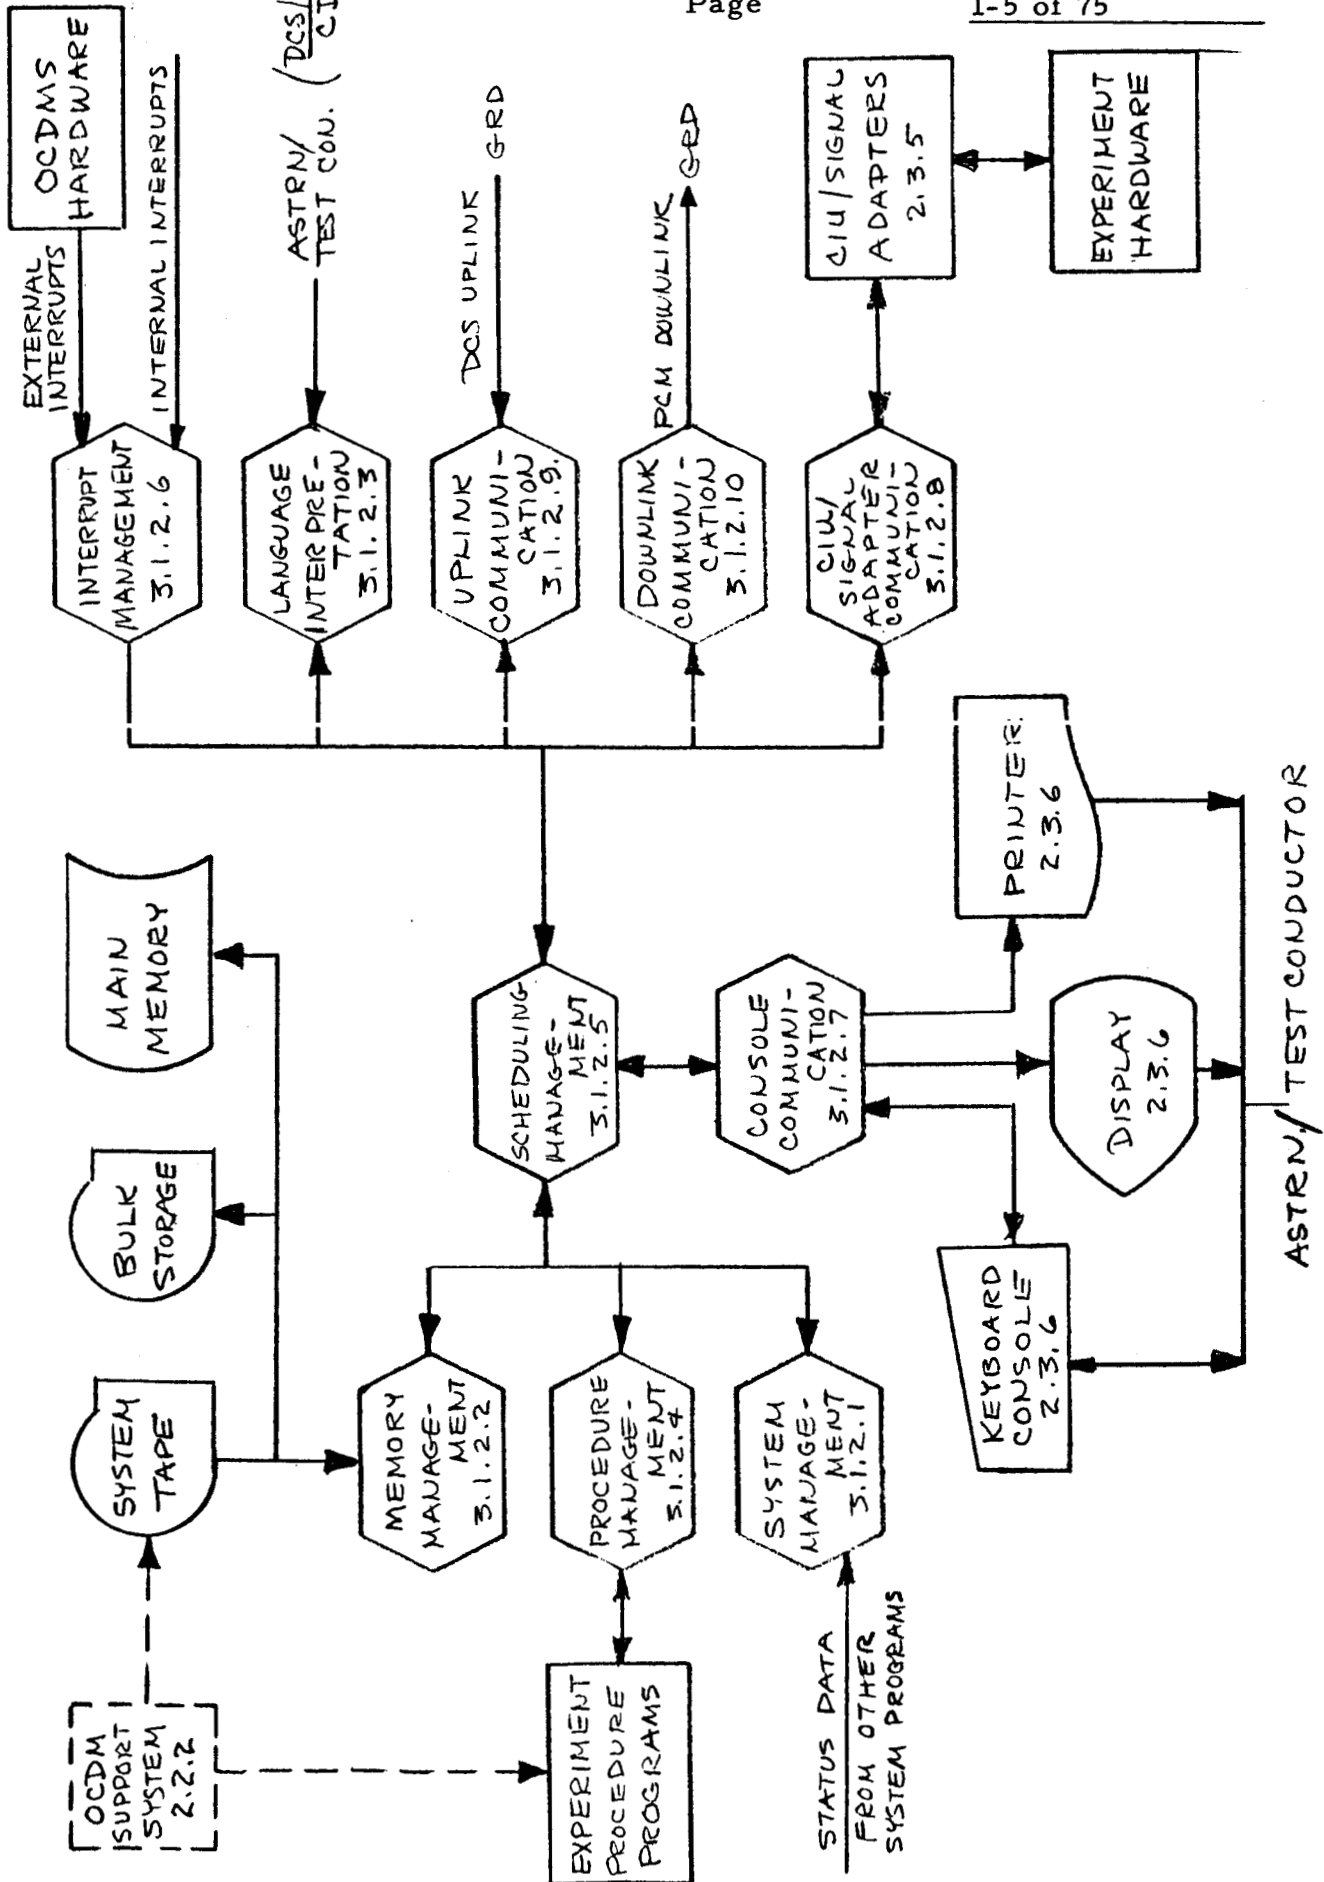 Page
1-5 of 75
OCDMS
HARDWARE
EXTERNAL
INTERRUPTS
INTERNAL INTERRUPTS
INTERRUPT
MANAGEMENT
3.1.2.6
ASTRN/
TEST CON.
(DCS/
LANGUAGE
INTERPRE-
TATION
3.1.2.3
DCS UPLINK
GRD
UPLINK
COMMUNI-
CATION
3.1.2.9.
PCM DOWNLINK
GRD
DOWNLINK
COMMUNI-
CATION
3.1.2.10
CIU/SIGNAL
ADAPTERS
2.3.5
CIU/
SIGNAL
ADAPTER
COMMUNI-
CATION
3.1.2.8
EXPERIMENT
HARDWARE
MAIN
MEMORY
BULK
STORAGE
SYSTEM
TAPE
OCDM
SUPPORT
SYSTEM
2.2.2
SCHEDULING
MANAGE-
MENT
3.1.2.5
CONSOLE
COMMUNI-
CATION
3.1.2.7
PRINTER
2.3.6
DISPLAY
2.3.6
KEYBOARD
CONSOLE
2.3.6
ASTRN/TEST CONDUCTOR
MEMORY
MANAGE-
MENT
3.1.2.2
PROCEDURE
MANAGE-
MENT
3.1.2.4
SYSTEM
MANAGE-
MENT
3.1.2.1
EXPERIMENT
PROCEDURE
PROGRAMS
STATUS DATA
FROM OTHER
SYSTEM PROGRAMS